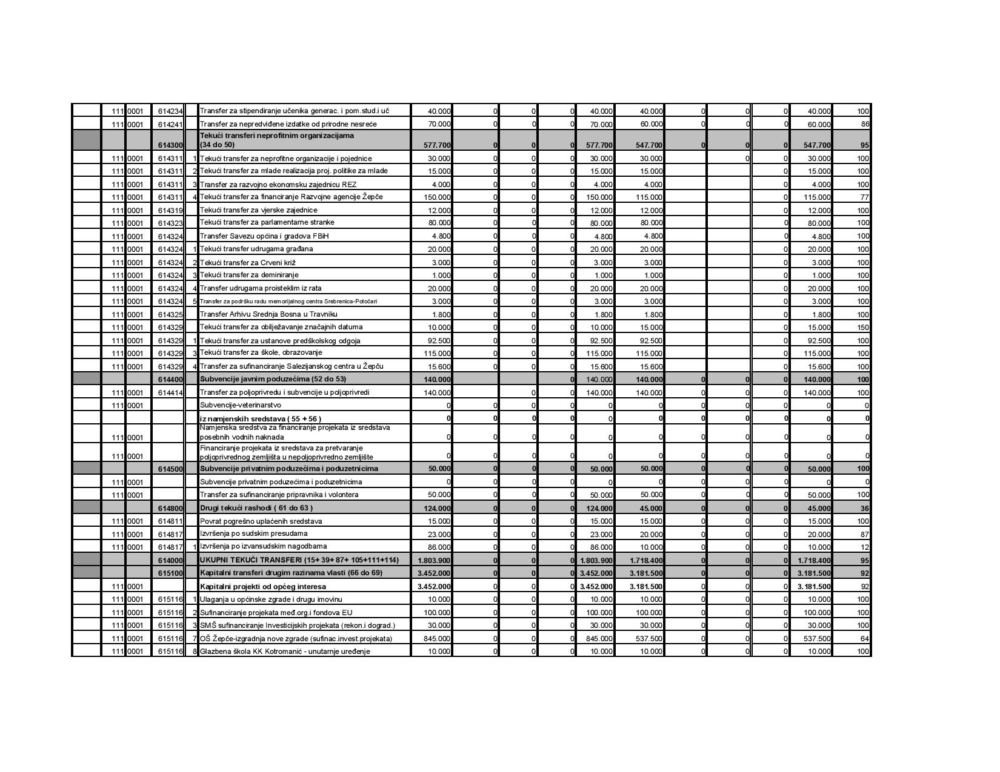 111 0001 614234 Transfer za stipendiranje učenika generac. i pom.stud.i uč 40.000 0 0 0 40.000 40.000 0 0 0 40.000 100
111 0001 614241 Transfer za nepredviđene izdatke od prirodne nesreće 70.000 0 0 0 70.000 60.000 0 0 0 60.000 86
Tekući transferi neprofitnim organizacijama
614300 (34 do 50) 577.700 0 0 0 577.700 547.700 0 0 0 547.700 95
111 0001 614311 1 Tekući transfer za neprofitne organizacije i pojednice 30.000 0 0 0 30.000 30.000 0 0 30.000 100
111 0001 614311 2 Tekući transfer za mlade realizacija proj. politike za mlade 15.000 0 0 0 15.000 15.000 0 15.000 100
111 0001 614311 3 Transfer za razvojno ekonomsku zajednicu REZ 4.000 0 0 0 4.000 4.000 0 4.000 100
111 0001 614311 4 Tekući transfer za financiranje Razvojne agencije Žepče 150.000 0 0 0 150.000 115.000 0 115.000 77
111 0001 614319 Tekući transfer za vjerske zajednice 12.000 0 0 0 12.000 12.000 0 12.000 100
111 0001 614323 Tekući transfer za parlamentarne stranke 80.000 0 0 0 80.000 80.000 0 80.000 100
111 0001 614324 Transfer Savezu općina i gradova FBiH 4.800 0 0 0 4.800 4.800 0 4.800 100
111 0001 614324 1 Tekući transfer udrugama građana 20.000 0 0 0 20.000 20.000 0 20.000 100
111 0001 614324 2 Tekući transfer za Crveni križ 3.000 0 0 0 3.000 3.000 0 3.000 100
111 0001 614324 3 Tekući transfer za deminiranje 1.000 0 0 0 1.000 1.000 0 1.000 100
111 0001 614324 4 Transfer udrugama proisteklim iz rata 20.000 0 0 0 20.000 20.000 0 20.000 100
111 0001 614324 5 Transfer za podršku radu memorijalnog centra Srebrenica-Potočari 3.000 0 0 0 3.000 3.000 0 3.000 100
111 0001 614325 Transfer Arhivu Srednja Bosna u Travniku 1.800 0 0 0 1.800 1.800 0 1.800 100
111 0001 614329 Tekući transfer za obilježavanje značajnih datuma 10.000 0 0 0 10.000 15.000 0 15.000 150
111 0001 614329 1 Tekući transfer za ustanove predškolskog odgoja 92.500 0 0 0 92.500 92.500 0 92.500 100
111 0001 614329 3 Tekući transfer za škole, obrazovanje 115.000 0 0 0 115.000 115.000 0 115.000 100
111 0001 614329 4 Transfer za sufinanciranje Salezijanskog centra u Žepču 15.600 0 0 0 15.600 15.600 0 15.600 100
614400 Subvencije javnim poduzećima (52 do 53) 140.000 0 140.000 140.000 0 0 0 140.000 100
111 0001 614414 Transfer za poljoprivredu i subvencije u poljoprivredi 140.000 0 0 140.000 140.000 0 0 0 140.000 100
111 0001 Subvencije-veterinarstvo 0 0 0 0 0 0 0 0 0 0 0
iz namjenskih sredstava ( 55 + 56 ) 0 0 0 0 0 0 0 0 0 0 0
Namjenska sredstva za financiranje projekata iz sredstava
111 0001 posebnih vodnih naknada 0 0 0 0 0 0 0 0 0 0 0
Financiranje projekata iz sredstava za pretvaranje
111 0001 poljoprivrednog zemljišta u nepoljoprivredno zemljište 0 0 0 0 0 0 0 0 0 0 0
614500 Subvencije privatnim poduzećima i poduzetnicima 50.000 0 0 0 50.000 50.000 0 0 0 50.000 100
111 0001 Subvencije privatnim poduzećima i poduzetnicima 0 0 0 0 0 0 0 0 0 0 0
111 0001 Transfer za sufinanciranje pripravnika i volontera 50.000 0 0 0 50.000 50.000 0 0 0 50.000 100
614800 Drugi tekući rashodi ( 61 do 63 ) 124.000 0 0 0 124.000 45.000 0 0 0 45.000 36
111 0001 614811 Povrat pogrešno uplaćenih sredstava 15.000 0 0 0 15.000 15.000 0 0 0 15.000 100
111 0001 614817 Izvršenja po sudskim presudama 23.000 0 0 0 23.000 20.000 0 0 0 20.000 87
111 0001 614817 1 Izvršenja po izvansudskim nagodbama 86.000 0 0 0 86.000 10.000 0 0 0 10.000 12
614000 UKUPNI TEKUĆI TRANSFERI (15+ 39+ 87+ 105+111+114) 1.803.900 0 0 0 1.803.900 1.718.400 0 0 0 1.718.400 95
615100 Kapitalni transferi drugim razinama vlasti (66 do 69) 3.452.000 0 0 0 3.452.000 3.181.500 0 0 0 3.181.500 92
111 0001 Kapitalni projekti od općeg interesa 3.452.000 0 0 0 3.452.000 3.181.500 0 0 0 3.181.500 92
111 0001 615116 1 Ulaganja u općinske zgrade i drugu imovinu 10.000 0 0 0 10.000 10.000 0 0 0 10.000 100
111 0001 615116 2 Sufinanciranje projekata međ.org.i fondova EU 100.000 0 0 0 100.000 100.000 0 0 0 100.000 100
111 0001 615116 3 SMŠ sufinanciranje Investicijskih projekata (rekon.i dograd.) 30.000 0 0 0 30.000 30.000 0 0 0 30.000 100
111 0001 615116 7 OŠ Žepče-izgradnja nove zgrade (sufinac.invest.projekata) 845.000 0 0 0 845.000 537.500 0 0 0 537.500 64
111 0001 615116 8 Glazbena škola KK Kotromanić - unutarnje uređenje 10.000 0 0 0 10.000 10.000 0 0 0 10.000 100